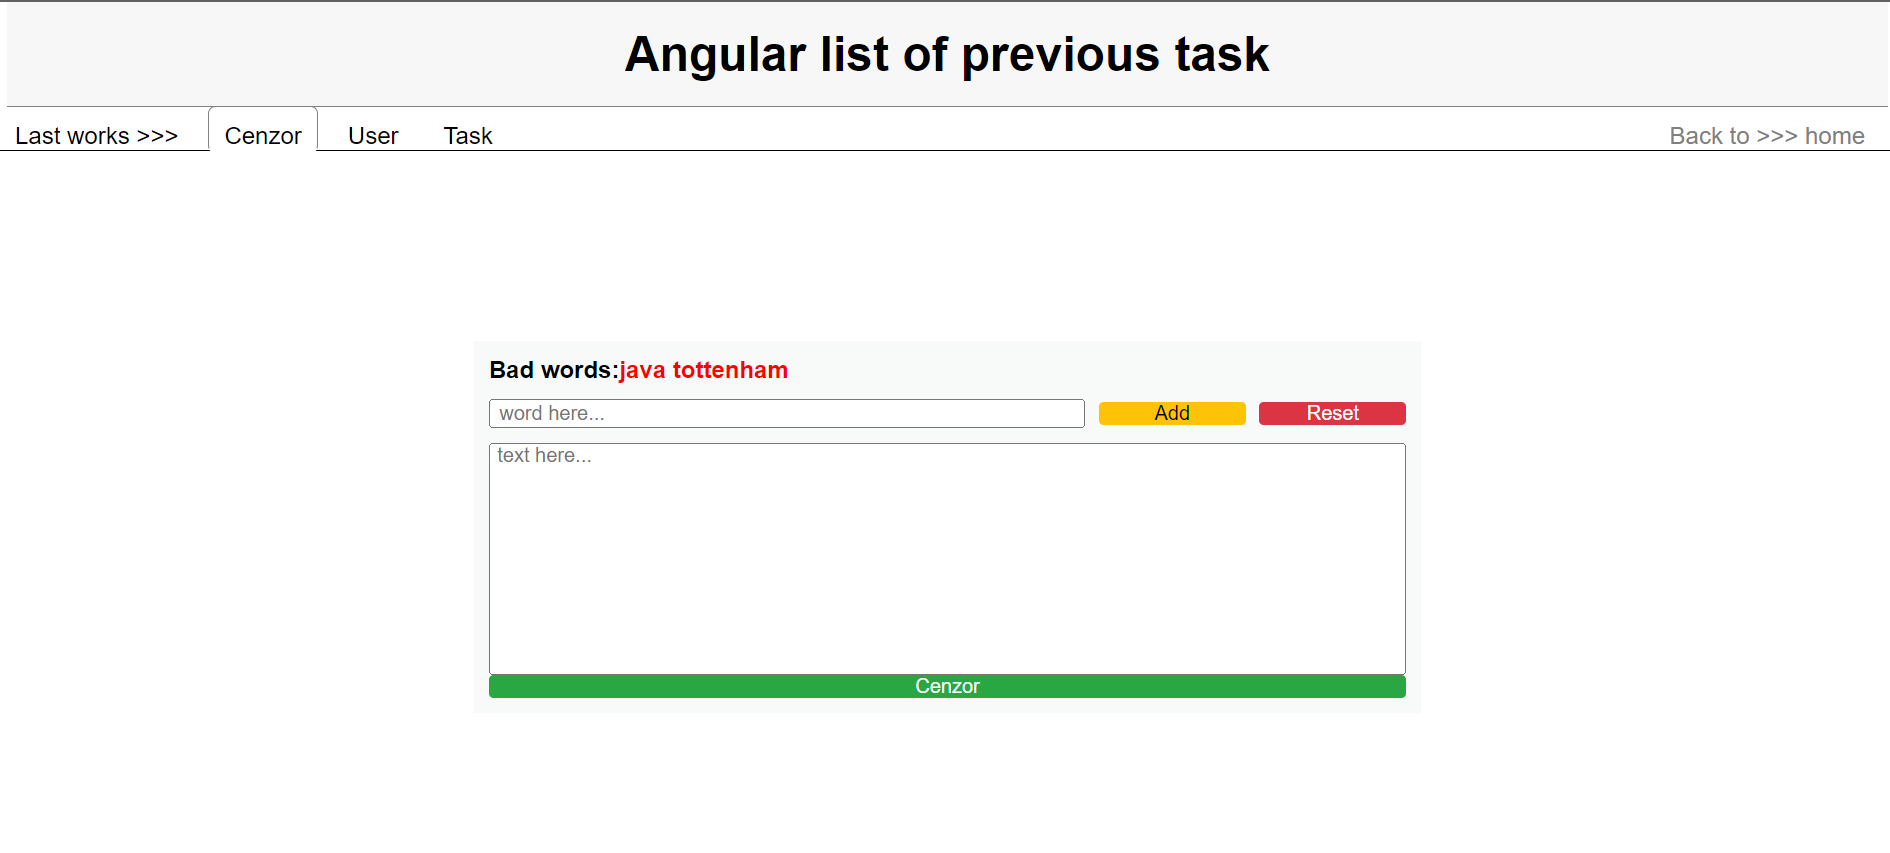 Angular list of previous task
Last works >>> Cenzor User Task Back to >>> home
Bad words:java tottenham
word here... Add Reset
text here...
Cenzor